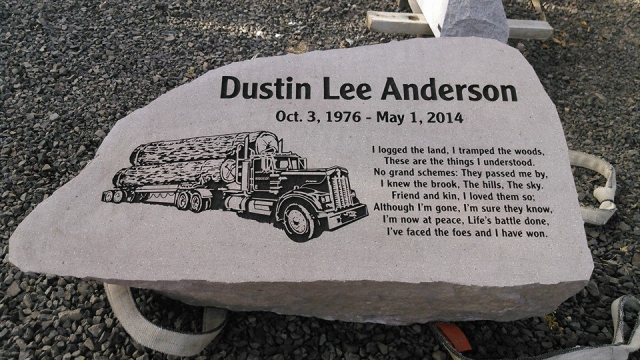 Dustin Lee Anderson
Oct. 3, 1976 - May 1, 2014
I logged the land, I tramped the woods,
These are the things I understood.
No grand schemes: They passed me by,
I knew the brook, The hills, The sky.
Friend and kin, I loved them so;
Although I'm gone, I'm sure they know,
I'm now at peace, Life's battle done,
I've faced the foes and I have won.